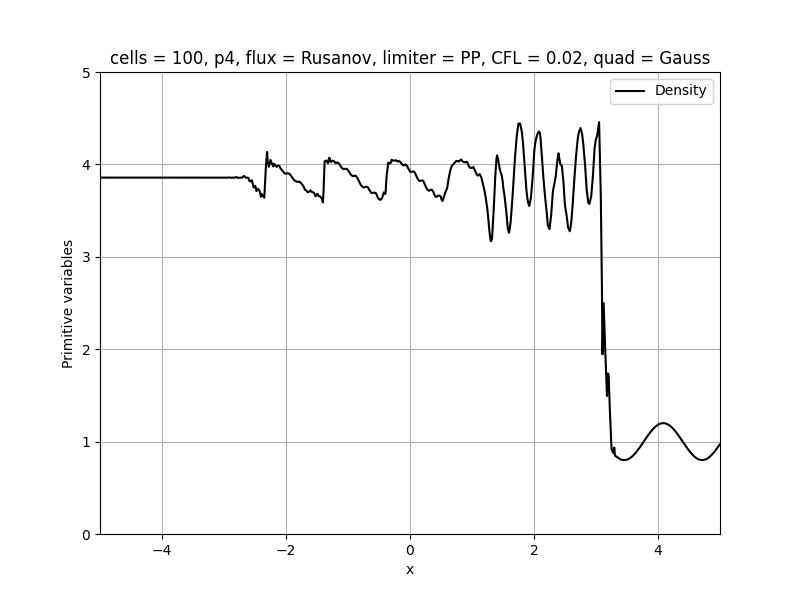 cells = 100, p4, flux = Rusanov, limiter = PP, CFL = 0.02, quad = Gauss
Density
Primitive variables
5
4
3
2
1
0
−4
−2
0
2
4
x